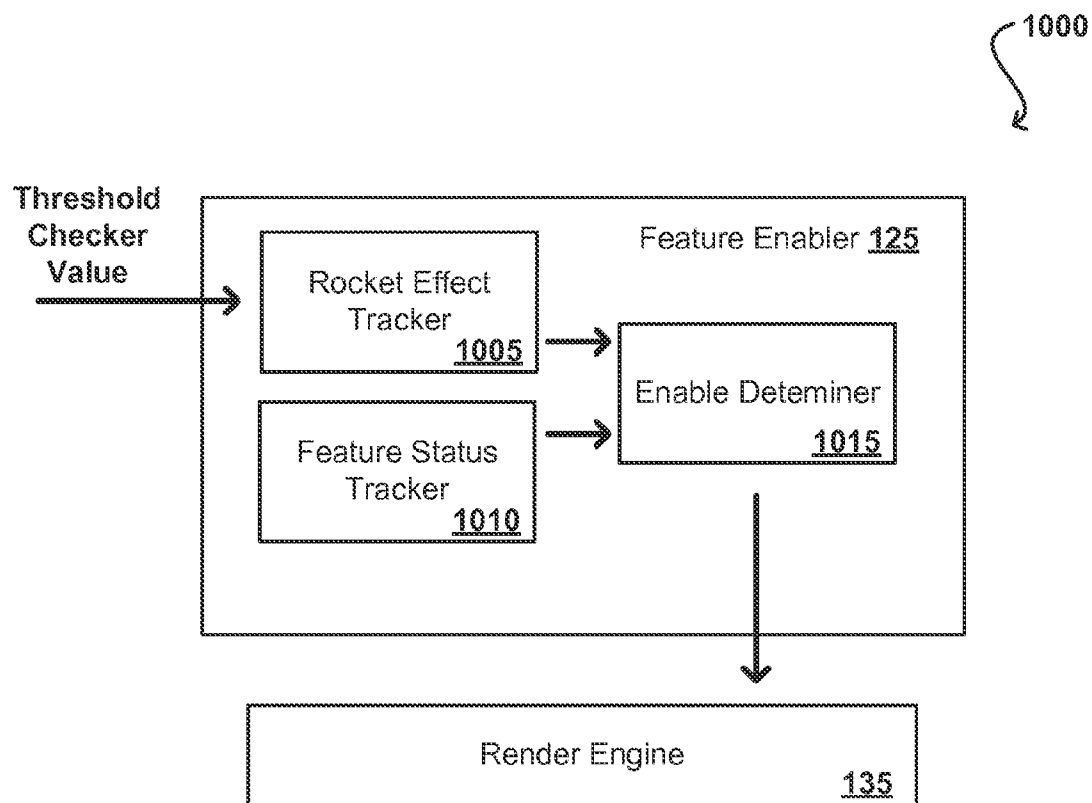 1000
Threshold
Checker
Value
Feature Enabler 125
Rocket Effect
Tracker
1005
Enable Deteminer
1015
Feature Status
Tracker
1010
Render Engine
135